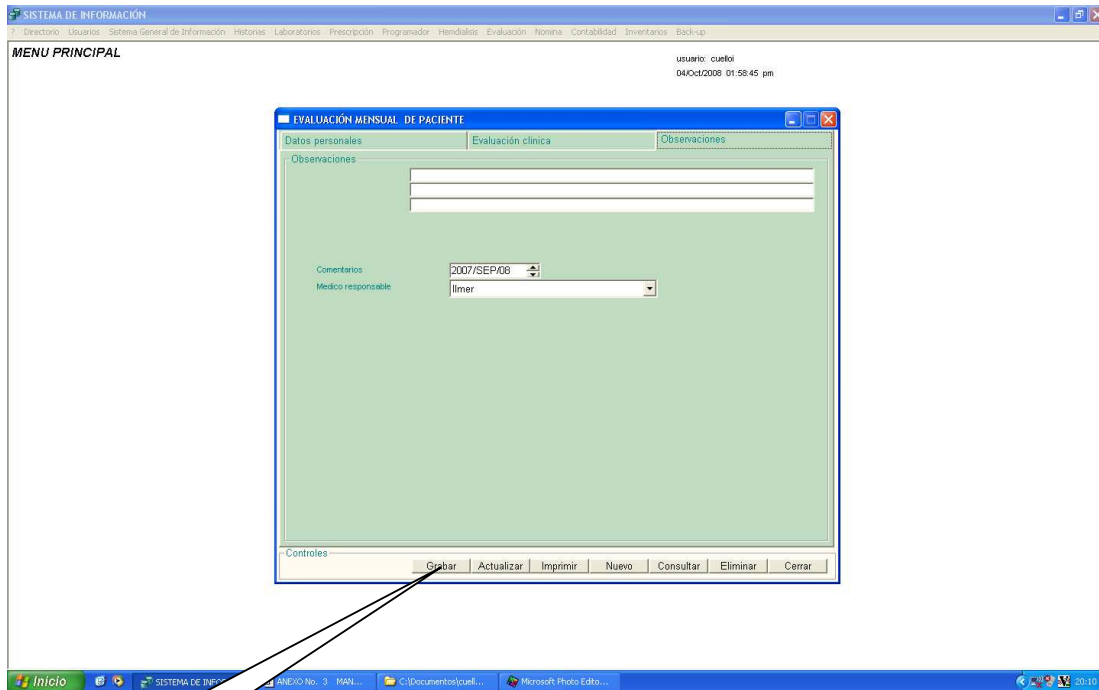 SISTEMA DE INFORMACIÓN
? Directorio Usuarios Sistema General de Información Historias Laboratorios Prescripción Programador Hemdialisis Evaluación Nomina Contabilidad Inventarios Back-up
MENU PRINCIPAL
usuario: cuelloi
04/Oct/2008 01:58:45 pm
EVALUACIÓN MENSUAL DE PACIENTE
Datos personales Evaluación clinica Observaciones
Observaciones
Comentarios 2007/SEP/08
Medico responsable Ilmer
Controles
Grabar Actualizar Imprimir Nuevo Consultar Eliminar Cerrar
Inicio SISTEMA DE INFO ANEXO No. 3 MAN... C:\Documentos\cuell... Microsoft Photo Edito... 20:10